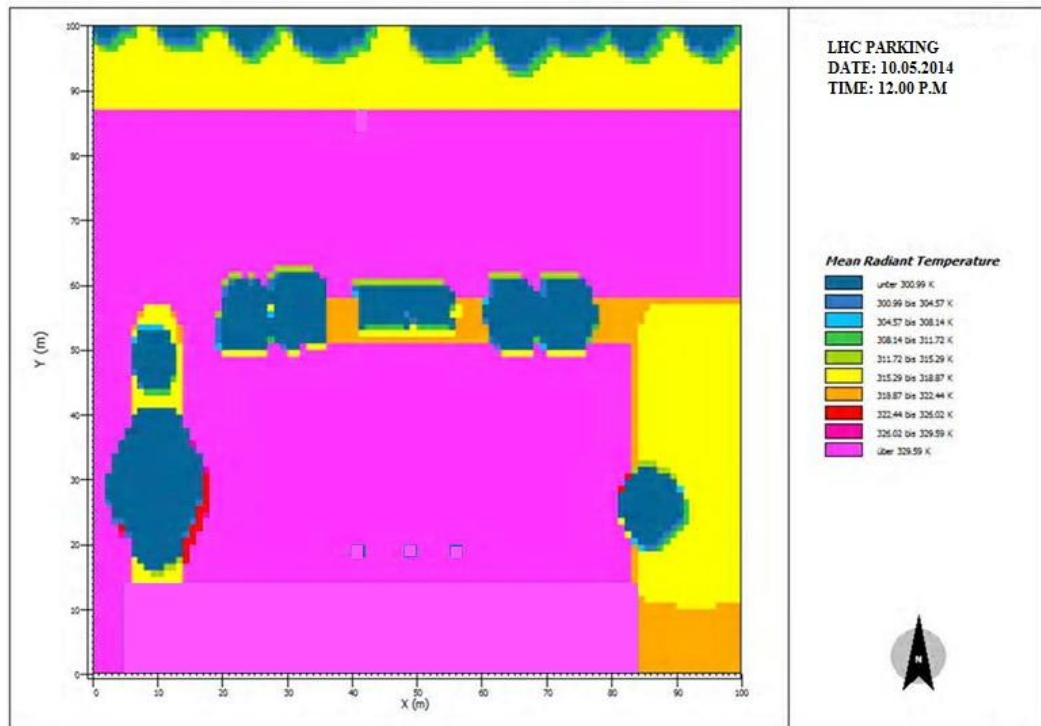 LHC PARKING
DATE: 10.05.2014
TIME: 12.00 P.M
100
90
80
70
60
50
40
30
20
10
0
Y (m)
0 10 20 30 40 50 60 70 80 90 100
X (m)
Mean Radiant Temperature
unter 300.99 K
300.99 bis 304.57 K
304.57 bis 308.14 K
308.14 bis 311.72 K
311.72 bis 315.29 K
315.29 bis 318.87 K
318.87 bis 322.44 K
322.44 bis 326.02 K
326.02 bis 329.59 K
über 329.59 K
N